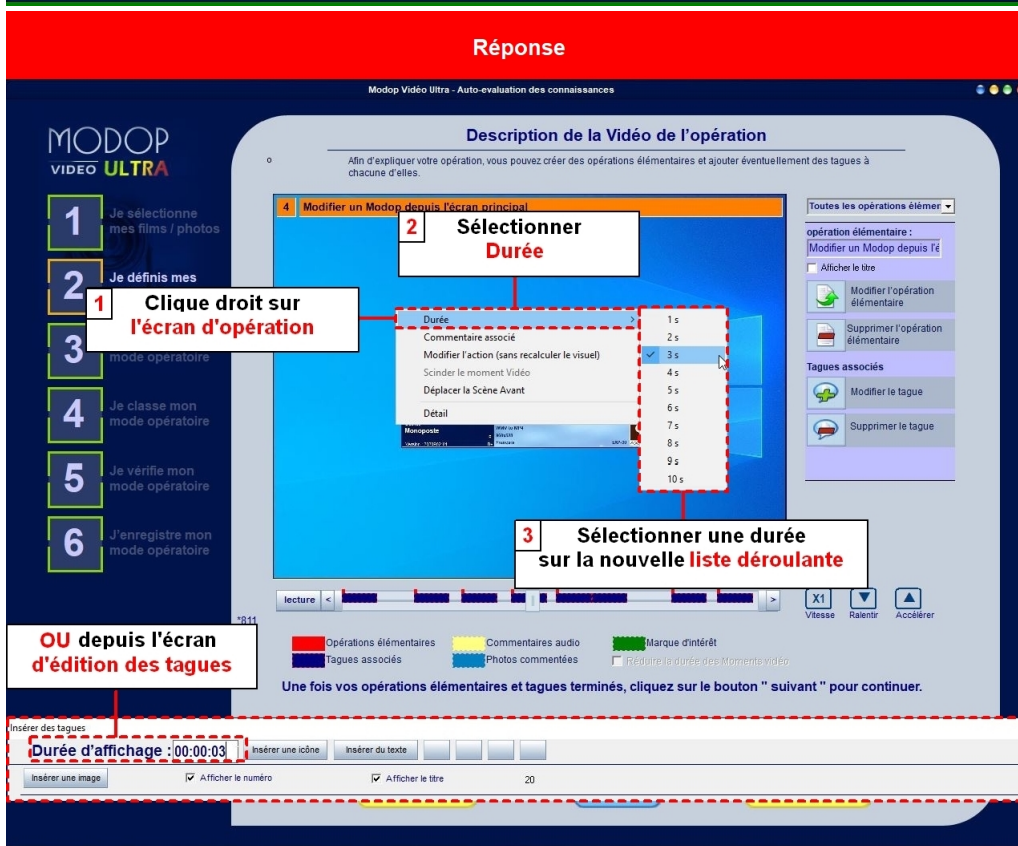 Réponse
Modop Vidéo Ultra - Auto-evaluation des connaissances
MODOP
VIDEO ULTRA
Description de la Vidéo de l'opération
o
Afin d'expliquer votre opération, vous pouvez créer des opérations élémentaires et ajouter éventuellement des tagues à
chacune d'elles.
1
Je sélectionne
mes films / photos
2
Je définis mes
3
mode opératoire
4
Je classe mon
mode opératoire
5
Je vérifie mon
mode opératoire
6
J'enregistre mon
mode opératoire
4 Modifier un Modop depuis l'écran principal
2 Sélectionner
Durée
1 Clique droit sur
l'écran d'opération
Durée
Commentaire associé
Modifier l'action (sans recalculer le visuel)
Scinder le moment Vidéo
Déplacer la Scène Avant
Détail
Monoposte
1 s
2 s
3 s
4 s
5 s
6 s
7 s
8 s
9 s
10 s
3 Sélectionner une durée
sur la nouvelle liste déroulante
Toutes les opérations élémer
opération élémentaire :
Modifier un Modop depuis l'é
Afficher le titre
Modifier l'opération
élémentaire
Supprimer l'opération
élémentaire
Tagues associés
Modifier le tague
Supprimer le tague
lecture < >
X1
Vitesse Ralentir Accélérer
*811
OU depuis l'écran
d'édition des tagues
Opérations élémentaires Commentaires audio Marque d'intérêt
Tagues associés Photos commentées Réduire la durée des Moments vidéo
Une fois vos opérations élémentaires et tagues terminés, cliquez sur le bouton " suivant " pour continuer.
Insérer des tagues
Durée d'affichage : 00:00:03 Insérer une icône Insérer du texte
Insérer une image Afficher le numéro Afficher le titre 20